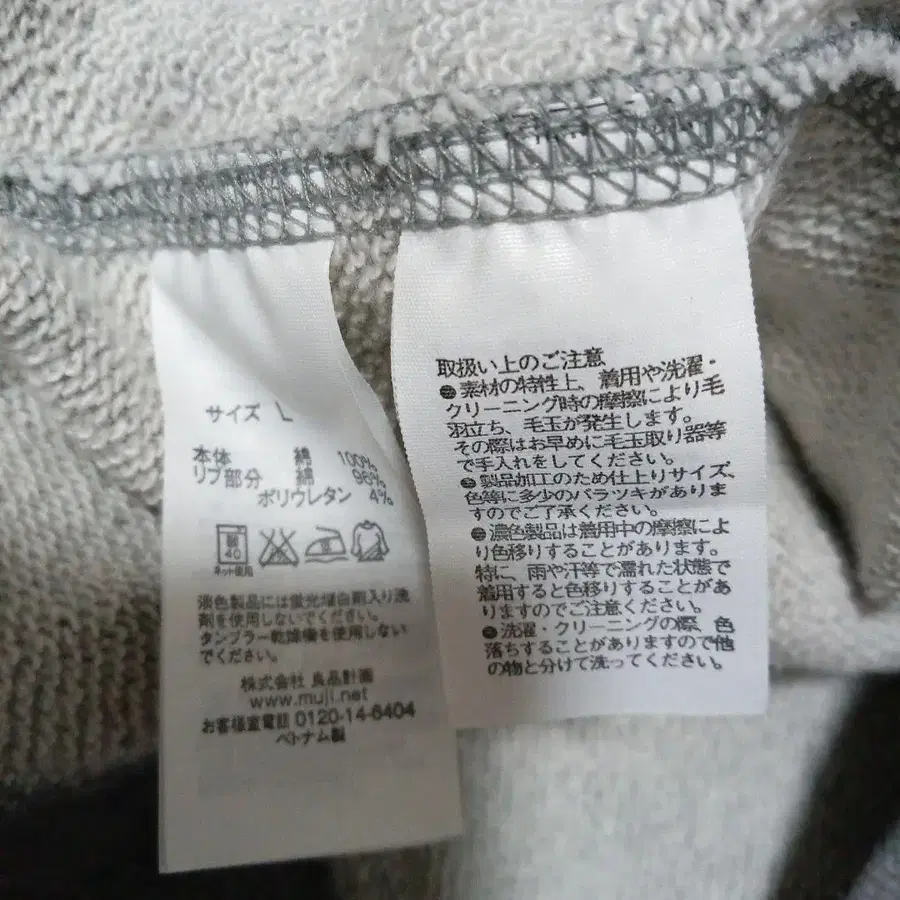 サイズ L
本体 綿 100%
リブ部分 綿 96%
ポリウレタン 4%
40
ネット使用
淡色製品には蛍光増白剤入り洗
剤を使用しないでください。
タンブラー乾燥機を使用しない
でください。
株式会社 良品計画
www.muji.net
お客様室電話 0120-14-6404
ベトナム製
取扱い上のご注意
●素材の特性上、着用や洗濯・
クリーニング時の摩擦により毛
羽立ち、毛玉が発生します。
その際はお早めに毛玉取り器等
で手入れをしてください。
●製品加工のため仕上りサイズ、
色等に多少のバラツキがありま
すのでご了承ください。
●濃色製品は着用中の摩擦によ
り色移りすることがあります。
特に、雨や汗等で濡れた状態で
着用すると色移りすることがあ
りますのでご注意ください。
●洗濯・クリーニングの際、色
落ちすることがありますので他
の物と分けて洗ってください。